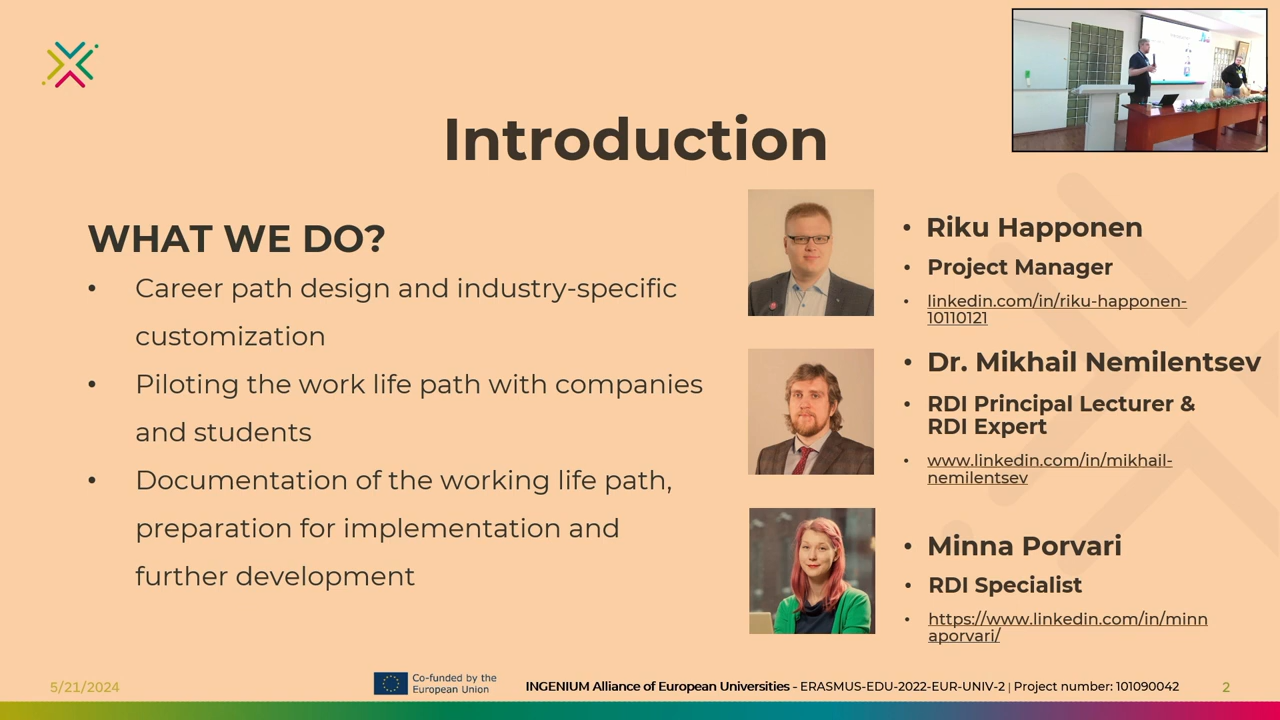 Introduction
WHAT WE DO?
• Career path design and industry-specific
customization
• Piloting the work life path with companies
and students
• Documentation of the working life path,
preparation for implementation and
further development
• Riku Happonen
• Project Manager
• linkedin.com/in/riku-happonen-
10110121
• Dr. Mikhail Nemilentsev
• RDI Principal Lecturer &
RDI Expert
• www.linkedin.com/in/mikhail-
nemilentsev
• Minna Porvari
• RDI Specialist
• https://www.linkedin.com/in/minn
aporvari/
5/21/2024
Co-funded by the
European Union
INGENIUM Alliance of European Universities - ERASMUS-EDU-2022-EUR-UNIV-2 | Project number: 101090042
2